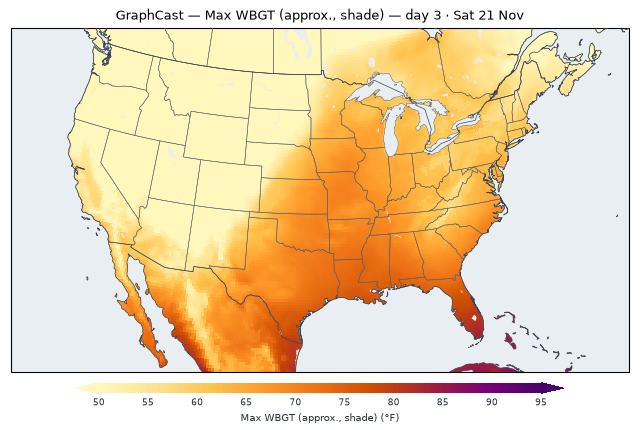 GraphCast — Max WBGT (approx., shade) — day 3 · Sat 21 Nov
50 55 60 65 70 75 80 85 90 95
Max WBGT (approx., shade) (°F)